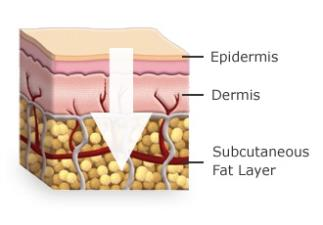 Epidermis
Dermis
Subcutaneous
Fat Layer